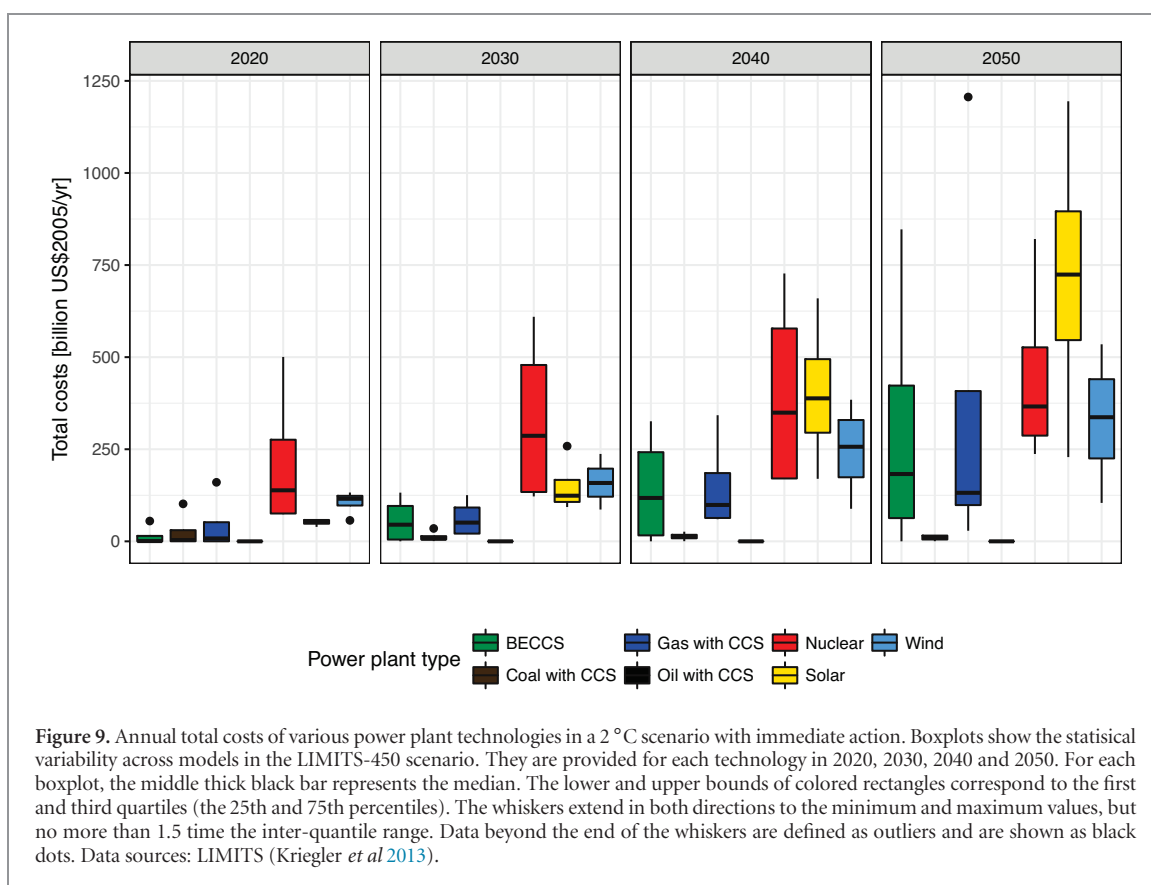 2020 2030 2040 2050
1250
1000
750
500
250
0
Total costs [billion US$2005/yr]
Power plant type
BECCS Gas with CCS Nuclear Wind
Coal with CCS Oil with CCS Solar
Figure 9. Annual total costs of various power plant technologies in a 2 °C scenario with immediate action. Boxplots show the statisical
variability across models in the LIMITS-450 scenario. They are provided for each technology in 2020, 2030, 2040 and 2050. For each
boxplot, the middle thick black bar represents the median. The lower and upper bounds of colored rectangles correspond to the first
and third quartiles (the 25th and 75th percentiles). The whiskers extend in both directions to the minimum and maximum values, but
no more than 1.5 time the inter-quantile range. Data beyond the end of the whiskers are defined as outliers and are shown as black
dots. Data sources: LIMITS (Kriegler et al 2013).